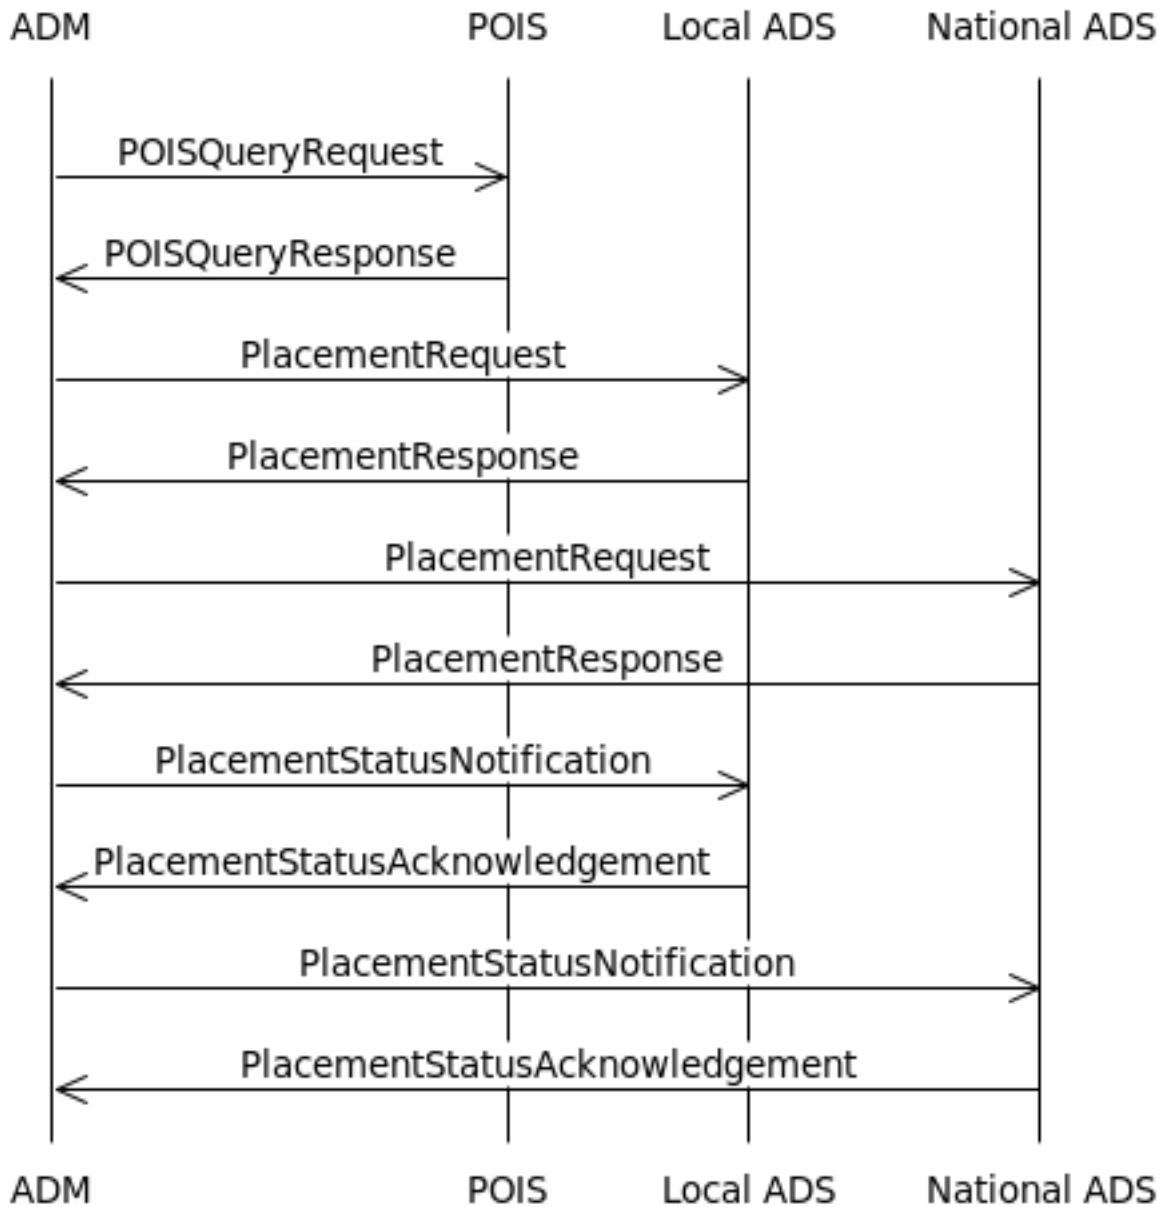 ADM POIS Local ADS National ADS
POISQueryRequest
POISQueryResponse
PlacementRequest
PlacementResponse
PlacementRequest
PlacementResponse
PlacementStatusNotification
PlacementStatusAcknowledgement
PlacementStatusNotification
PlacementStatusAcknowledgement
ADM POIS Local ADS National ADS